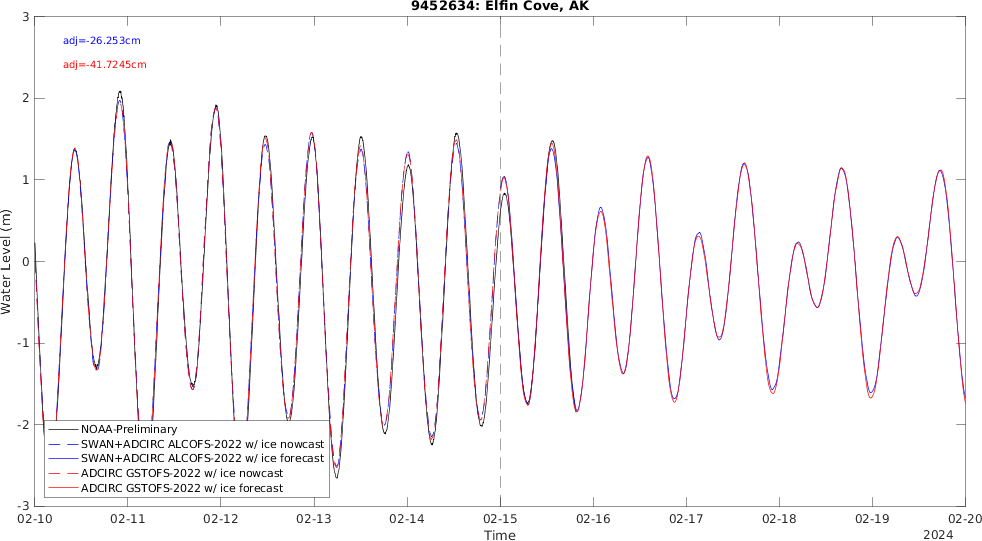 9452634: Elfin Cove, AK
adj=-26.253cm
adj=-41.7245cm
Water Level (m)
3
2
1
0
-1
-2
-3
NOAA-Preliminary
SWAN+ADCIRC ALCOFS-2022 w/ ice nowcast
SWAN+ADCIRC ALCOFS-2022 w/ ice forecast
ADCIRC GSTOFS-2022 w/ ice nowcast
ADCIRC GSTOFS-2022 w/ ice forecast
02-10 02-11 02-12 02-13 02-14 02-15 02-16 02-17 02-18 02-19 02-20
Time
2024